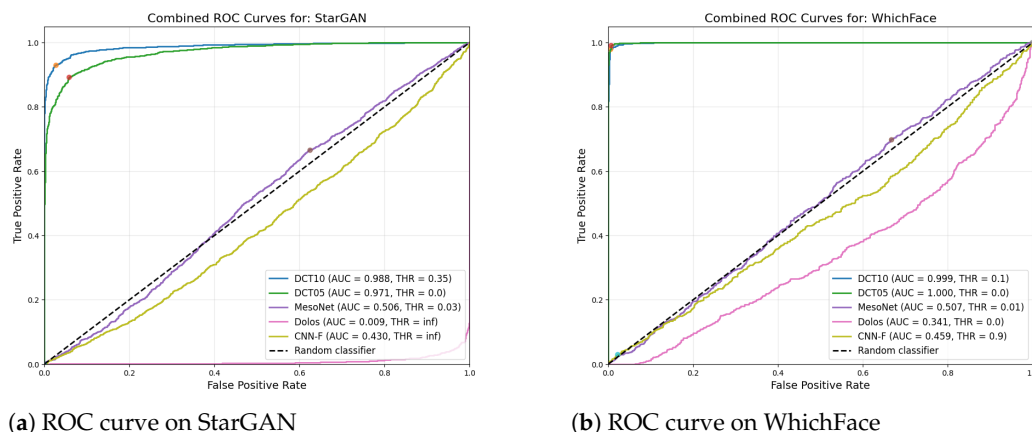 Combined ROC Curves for: StarGAN
1.0
0.8
0.6
0.4
0.2
0.0
True Positive Rate
DCT10 (AUC = 0.988, THR = 0.35)
DCT05 (AUC = 0.971, THR = 0.0)
MesoNet (AUC = 0.506, THR = 0.03)
Dolos (AUC = 0.009, THR = inf)
CNN-F (AUC = 0.430, THR = inf)
Random classifier
0.0 0.2 0.4 0.6 0.8 1.0
False Positive Rate
(a) ROC curve on StarGAN
Combined ROC Curves for: WhichFace
1.0
0.8
0.6
0.4
0.2
0.0
True Positive Rate
DCT10 (AUC = 0.999, THR = 0.1)
DCT05 (AUC = 1.000, THR = 0.0)
MesoNet (AUC = 0.507, THR = 0.01)
Dolos (AUC = 0.341, THR = 0.0)
CNN-F (AUC = 0.459, THR = 0.9)
Random classifier
0.0 0.2 0.4 0.6 0.8 1.0
False Positive Rate
(b) ROC curve on WhichFace